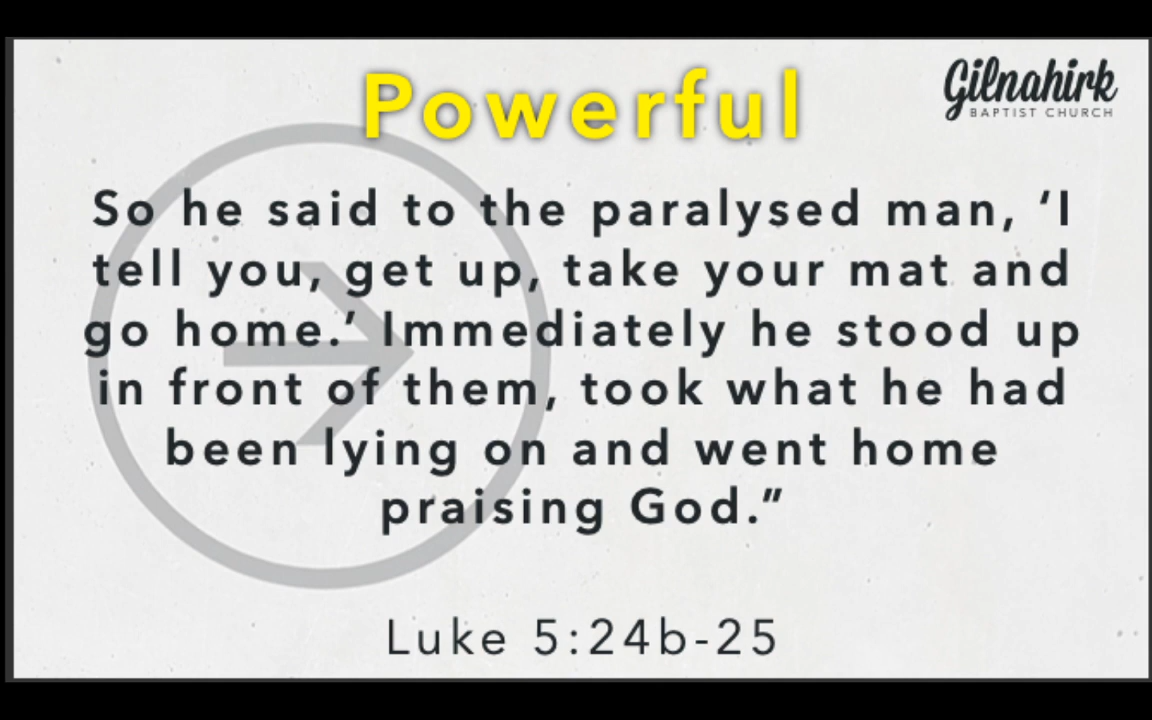 Powerful
Gilnahirk
BAPTIST CHURCH
So he said to the paralysed man, ‘I
tell you, get up, take your mat and
go home.’ Immediately he stood up
in front of them, took what he had
been lying on and went home
praising God.”
Luke 5:24b-25